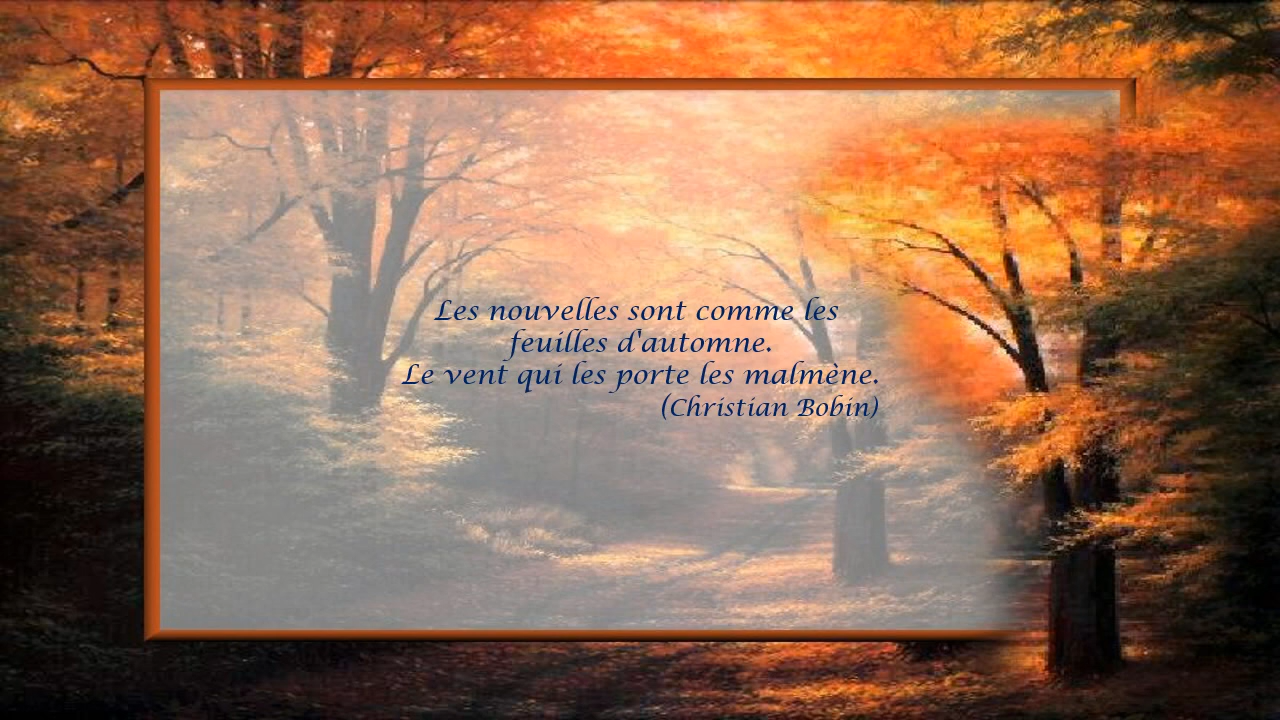 Les nouvelles sont comme les
feuilles d'automne.
Le vent qui les porte les malmène.
(Christian Bobin)